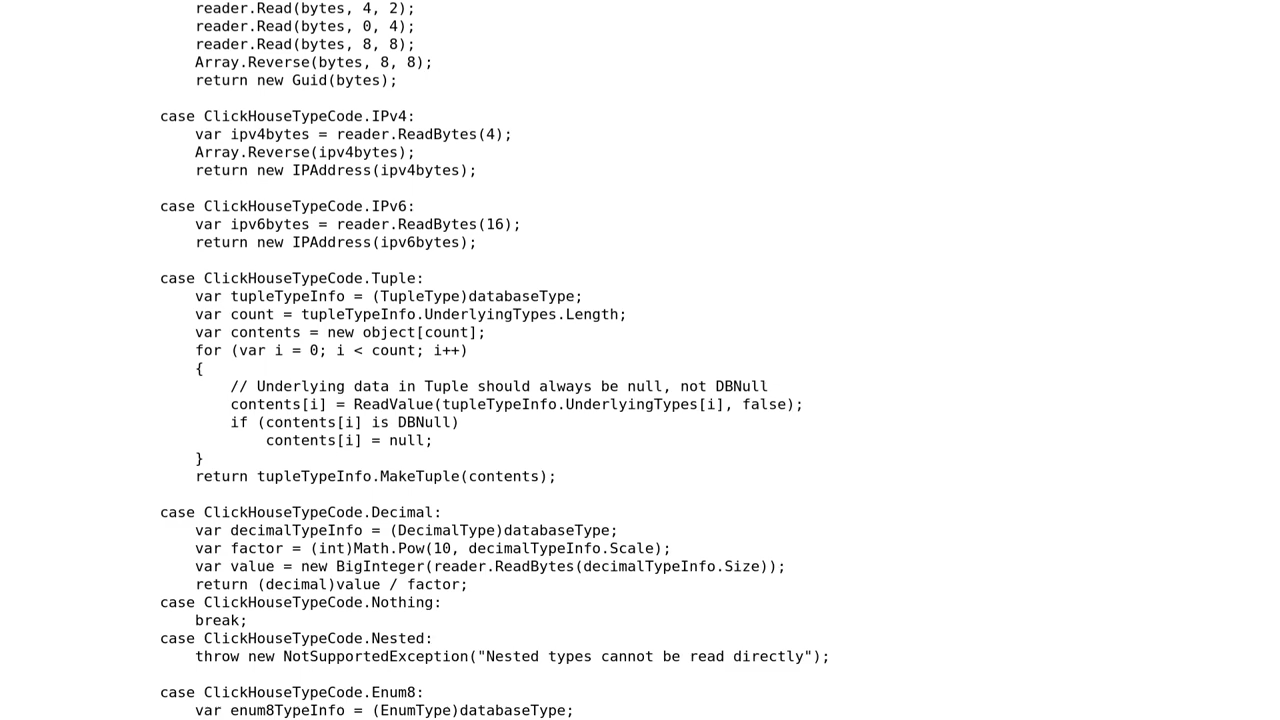 reader.Read(bytes, 4, 2);
reader.Read(bytes, 0, 4);
reader.Read(bytes, 8, 8);
Array.Reverse(bytes, 8, 8);
return new Guid(bytes);
case ClickHouseTypeCode.IPv4:
var ipv4bytes = reader.ReadBytes(4);
Array.Reverse(ipv4bytes);
return new IPAddress(ipv4bytes);
case ClickHouseTypeCode.IPv6:
var ipv6bytes = reader.ReadBytes(16);
return new IPAddress(ipv6bytes);
case ClickHouseTypeCode.Tuple:
var tupleTypeInfo = (TupleType)databaseType;
var count = tupleTypeInfo.UnderlyingTypes.Length;
var contents = new object[count];
for (var i = 0; i < count; i++)
{
// Underlying data in Tuple should always be null, not DBNull
contents[i] = ReadValue(tupleTypeInfo.UnderlyingTypes[i], false);
if (contents[i] is DBNull)
contents[i] = null;
}
return tupleTypeInfo.MakeTuple(contents);
case ClickHouseTypeCode.Decimal:
var decimalTypeInfo = (DecimalType)databaseType;
var factor = (int)Math.Pow(10, decimalTypeInfo.Scale);
var value = new BigInteger(reader.ReadBytes(decimalTypeInfo.Size));
return (decimal)value / factor;
case ClickHouseTypeCode.Nothing:
break;
case ClickHouseTypeCode.Nested:
throw new NotSupportedException("Nested types cannot be read directly");
case ClickHouseTypeCode.Enum8:
var enum8TypeInfo = (EnumType)databaseType;